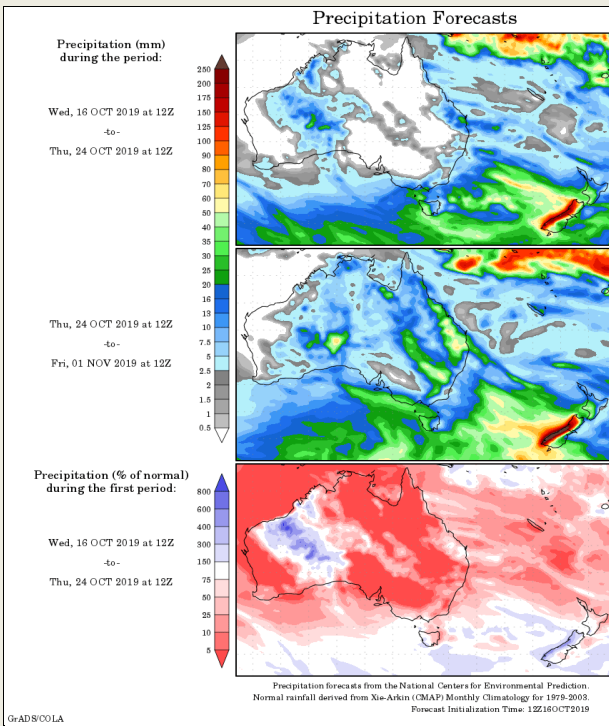 Precipitation Forecasts
Precipitation (mm)
during the period:
Wed, 16 OCT 2019 at 12Z
-to-
Thu, 24 OCT 2019 at 12Z
250
200
175
150
125
100
90
80
70
60
50
40
35
30
25
20
16
13
10
7.5
5
2.5
2
1.5
1
0.5
Thu, 24 OCT 2019 at 12Z
-to-
Fri, 01 NOV 2019 at 12Z
Precipitation (% of normal)
during the first period:
Wed, 16 OCT 2019 at 12Z
-to-
Thu, 24 OCT 2019 at 12Z
800
600
400
300
150
75
50
25
10
5
Precipitation forecasts from the National Centers for Environmental Prediction.
Normal rainfall derived from Xie-Arkin (CMAP) Monthly Climatology for 1979-2003.
Forecast Initialization Time: 12Z16OCT2019
GrADS/COLA